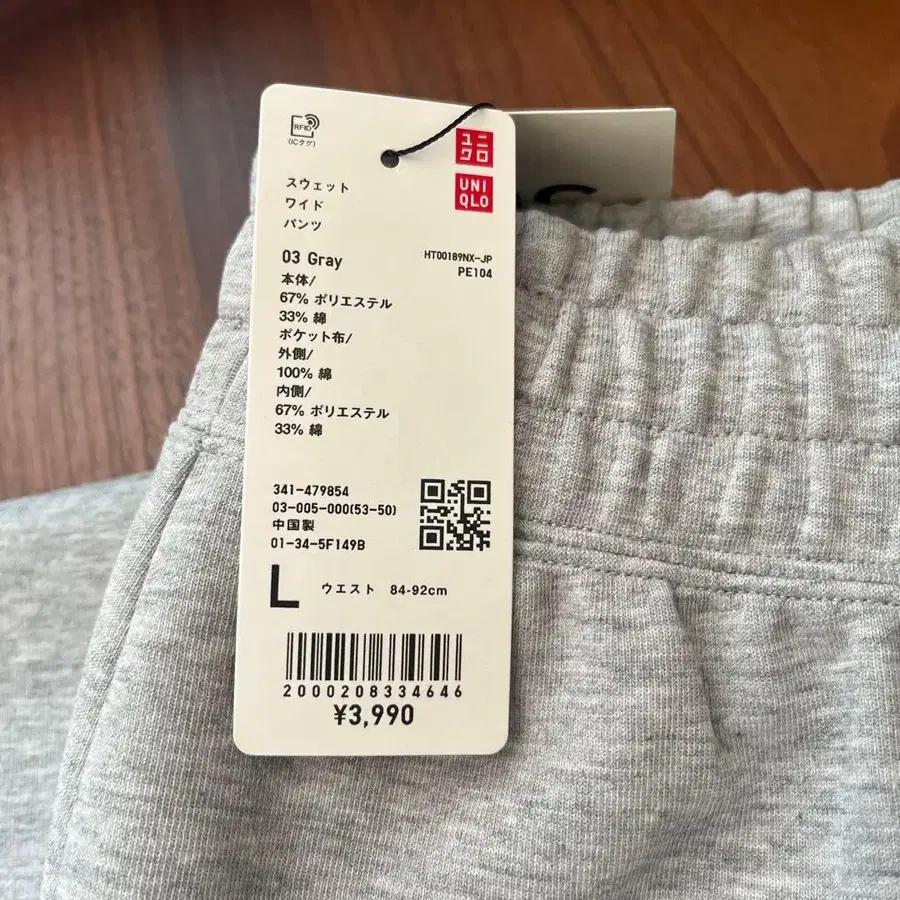 RFID
(ICタグ)
ユニ
クロ
UNI
QLO
スウェット
ワイド
パンツ
03 Gray
HT00189NX-JP
PE104
本体/
67% ポリエステル
33% 綿
ポケット布/
外側/
100% 綿
内側/
67% ポリエステル
33% 綿
341-479854
03-005-000(53-50)
中国製
01-34-5F149B
L ウエスト 84-92cm
2000208334646
¥3,990